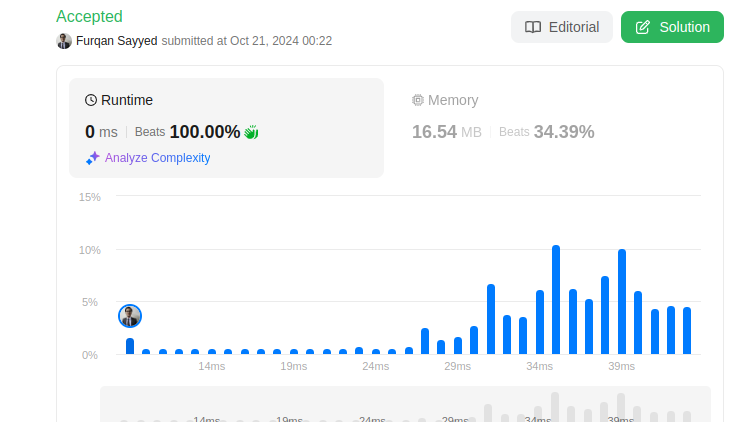 Accepted
Furqan Sayyed submitted at Oct 21, 2024 00:22
Editorial
Solution
Runtime
0 ms | Beats 100.00%
Analyze Complexity
Memory
16.54 MB | Beats 34.39%
15%
10%
5%
0%
14ms 19ms 24ms 29ms 34ms 39ms
14ms 19ms 24ms 29ms 34ms 39ms